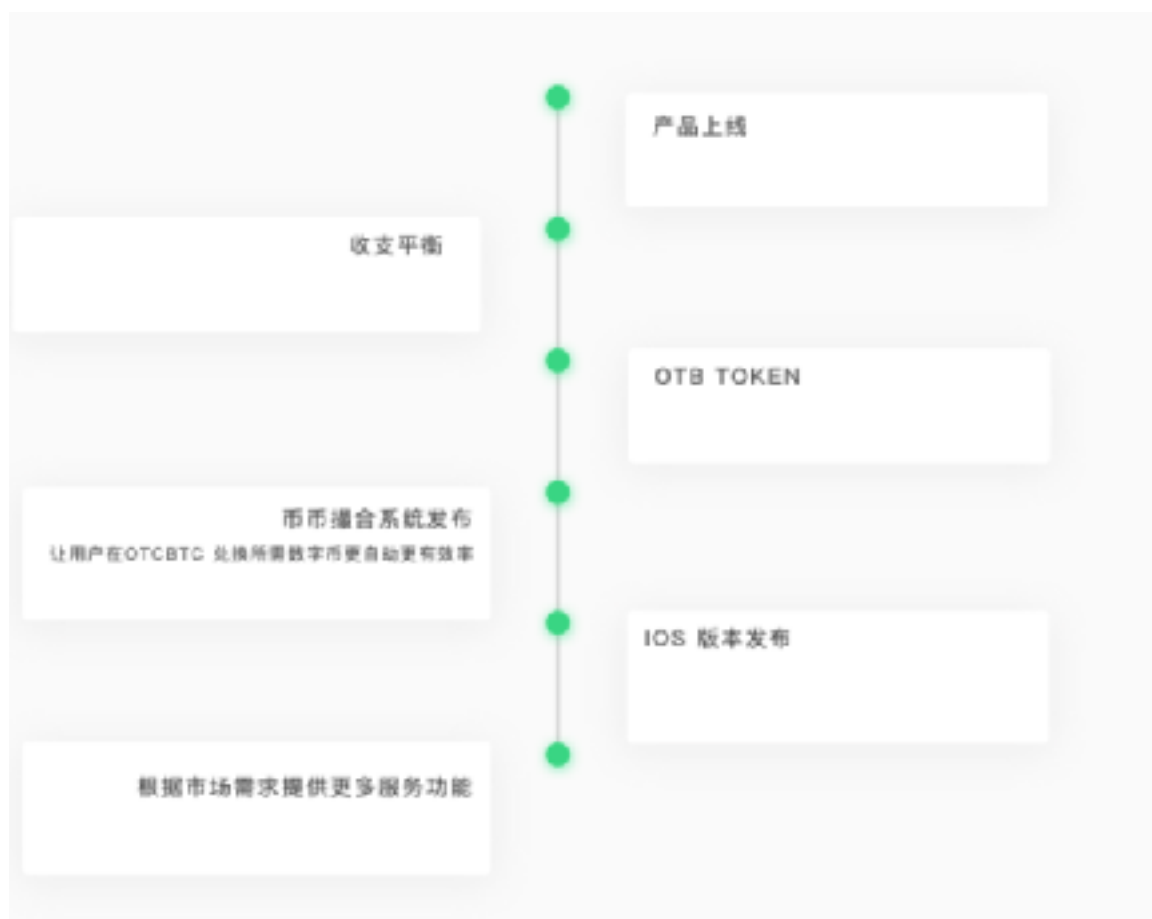 产品上线
收支平衡
OTB TOKEN
币币撮合系统发布
让用户在OTCBTC 兑换所需数字币更自动更有效率
IOS 版本发布
根据市场需求提供更多服务功能